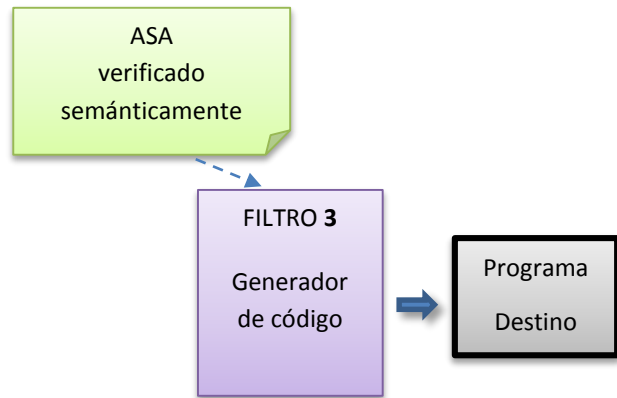 ASA
verificado
semánticamente
FILTRO 3
Generador
de código
Programa
Destino